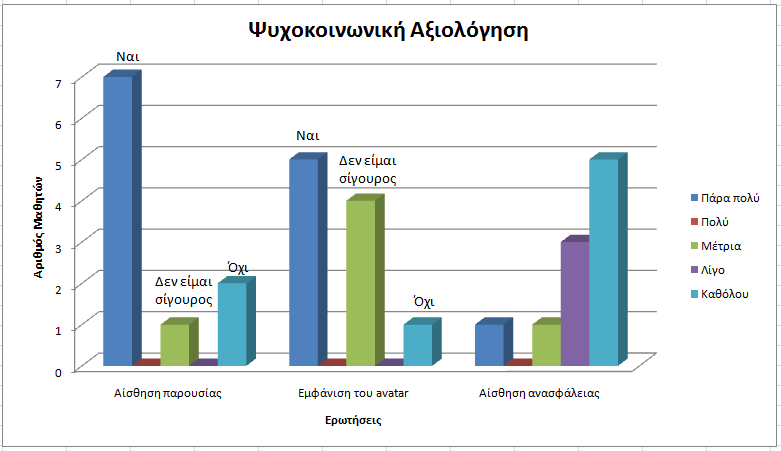 Ψυχοκοινωνική Αξιολόγηση
Αριθμός Μαθητών
7
6
5
4
3
2
1
0
Ναι
Δεν είμαι
σίγουρος
Όχι
Ναι
Δεν είμαι
σίγουρος
Όχι
Αίσθηση παρουσίας
Εμφάνιση του avatar
Αίσθηση ανασφάλειας
Ερωτήσεις
Πάρα πολύ
Πολύ
Μέτρια
Λίγο
Καθόλου